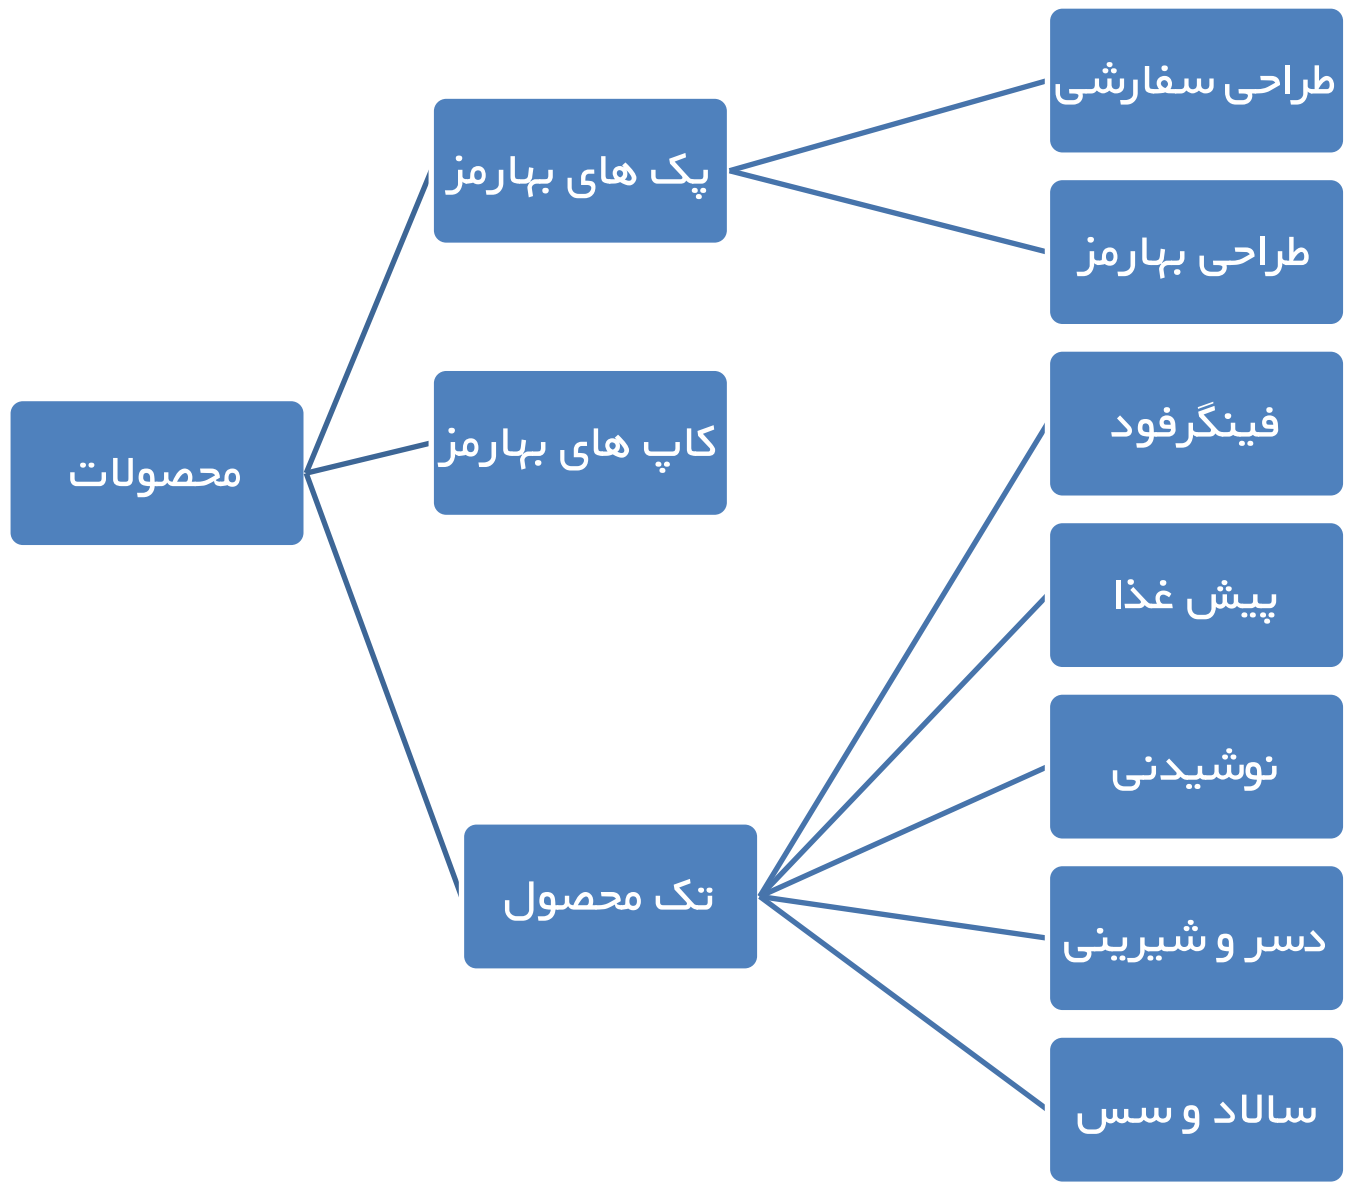 محصولات
پک های بهارمز
طراحی سفارشی
طراحی بهارمز
کاپ های بهارمز
تک محصول
فینگرفود
پیش غذا
نوشیدنی
دسر و شیرینی
سالاد و سس